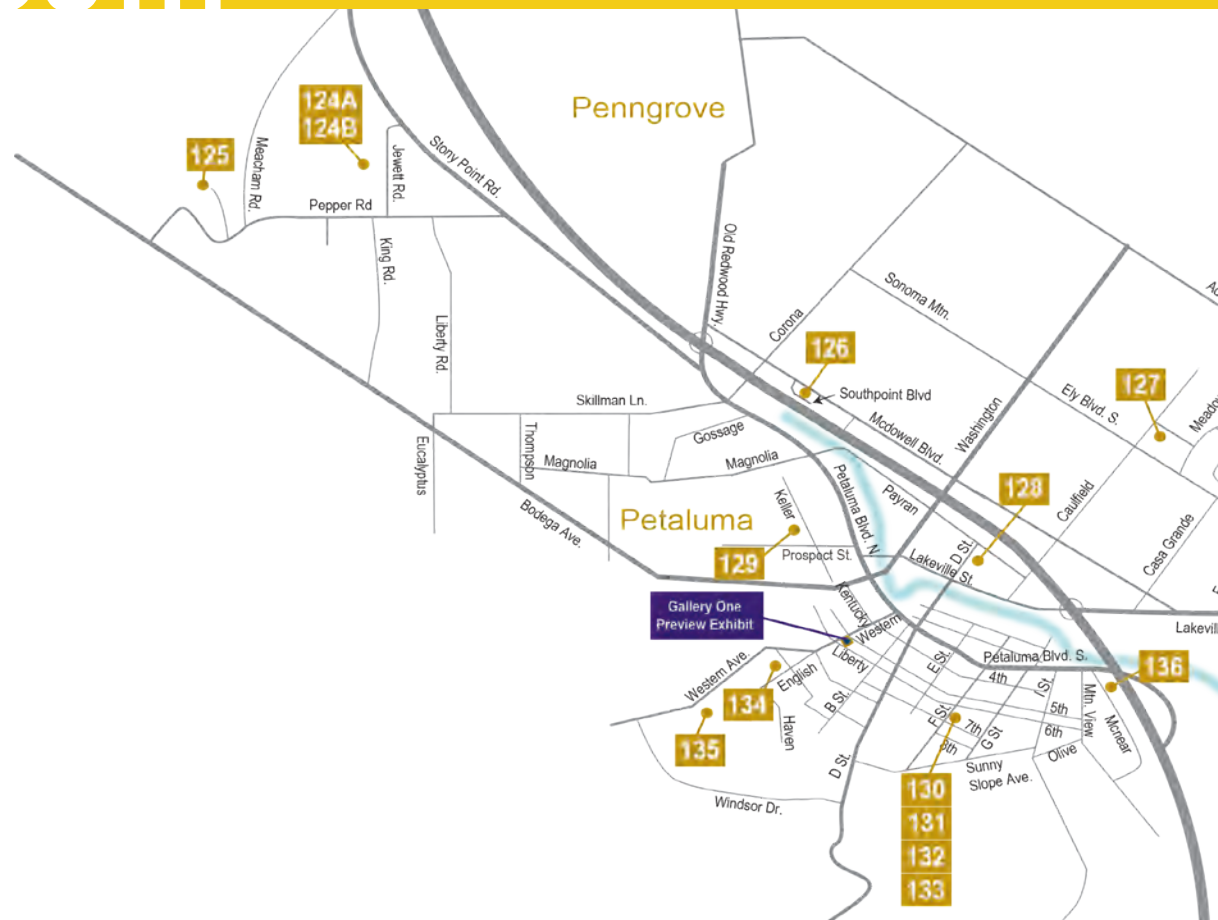 Penngrove
124A
124B
125
Meacham Rd.
Jewett Rd.
Stony Point Rd.
Pepper Rd
King Rd.
Liberty Rd.
Old Redwood Hwy.
Corona
Sonoma Mtn.
126
Southpoint Blvd
127
Ely Blvd. S.
Skillman Ln.
Gossage
Mcdowell Blvd.
Washington
Eucalyptus
Thompson
Magnolia
Magnolia
Keller
Petaluma Blvd. N
Payran
128
Caulfield
Casa Grande
Bodega Ave.
Petaluma
129
Prospect St.
D St.
Lakeville St.
Gallery One
Preview Exhibit
Kentucky
Western
Liberty
Western Ave.
English
134
135
Haven
B St.
D St.
E St.
Petaluma Blvd. S.
4th
I St.
5th
6th
F St.
7th
8th
G St
Mtn. View
Mcnear
136
Olive
Sunny
Slope Ave.
Windsor Dr.
130
131
132
133